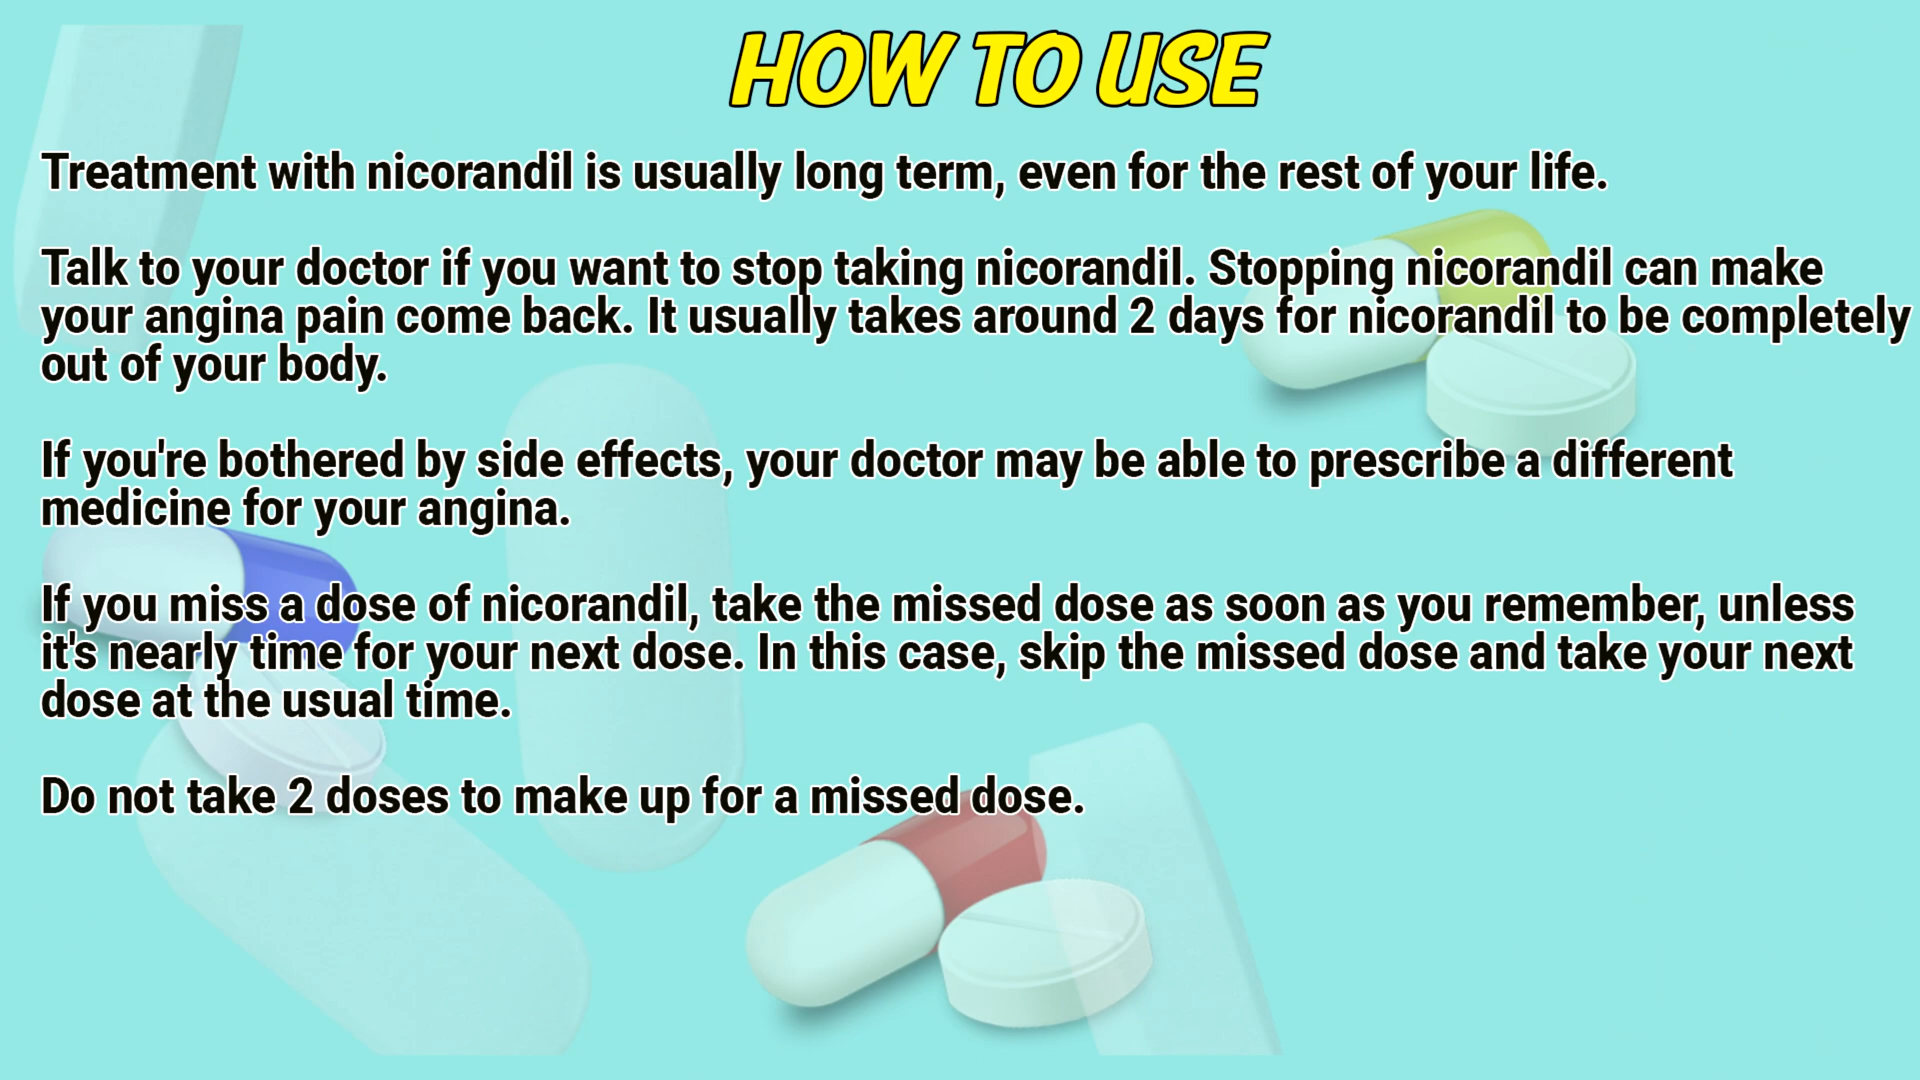 HOW TO USE
Treatment with nicorandil is usually long term, even for the rest of your life.
Talk to your doctor if you want to stop taking nicorandil. Stopping nicorandil can make
your angina pain come back. It usually takes around 2 days for nicorandil to be completely
out of your body.
If you're bothered by side effects, your doctor may be able to prescribe a different
medicine for your angina.
If you miss a dose of nicorandil, take the missed dose as soon as you remember, unless
it's nearly time for your next dose. In this case, skip the missed dose and take your next
dose at the usual time.
Do not take 2 doses to make up for a missed dose.